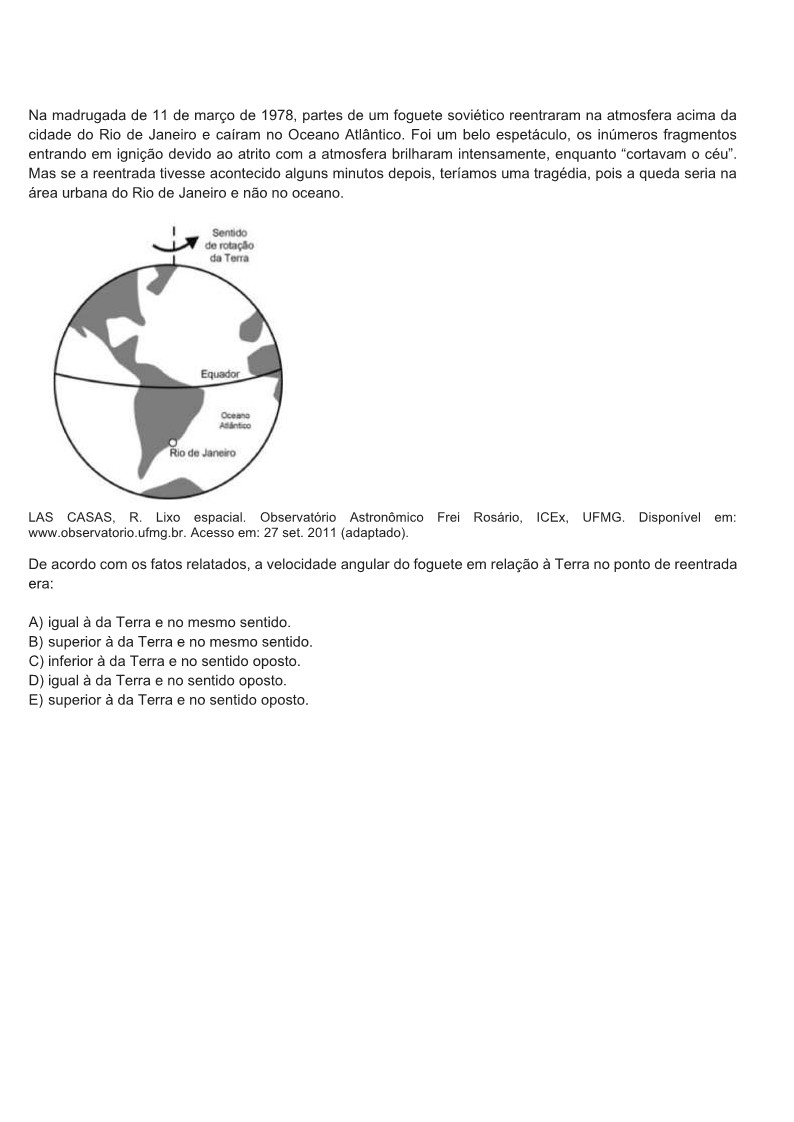 Na madrugada de 11 de março de 1978, partes de um foguete soviético reentraram na atmosfera acima da
cidade do Rio de Janeiro e caíram no Oceano Atlântico. Foi um belo espetáculo, os inúmeros fragmentos
entrando em ignição devido ao atrito com a atmosfera brilharam intensamente, enquanto “cortavam o céu”.
Mas se a reentrada tivesse acontecido alguns minutos depois, teríamos uma tragédia, pois a queda seria na
área urbana do Rio de Janeiro e não no oceano.
Sentido
de rotação
da Terra
Equador
Oceano
Atlântico
Rio de Janeiro
LAS CASAS, R. Lixo espacial. Observatório Astronômico Frei Rosário, ICEx, UFMG. Disponível em:
www.observatorio.ufmg.br. Acesso em: 27 set. 2011 (adaptado).
De acordo com os fatos relatados, a velocidade angular do foguete em relação à Terra no ponto de reentrada
era:
A) igual à da Terra e no mesmo sentido.
B) superior à da Terra e no mesmo sentido.
C) inferior à da Terra e no sentido oposto.
D) igual à da Terra e no sentido oposto.
E) superior à da Terra e no sentido oposto.